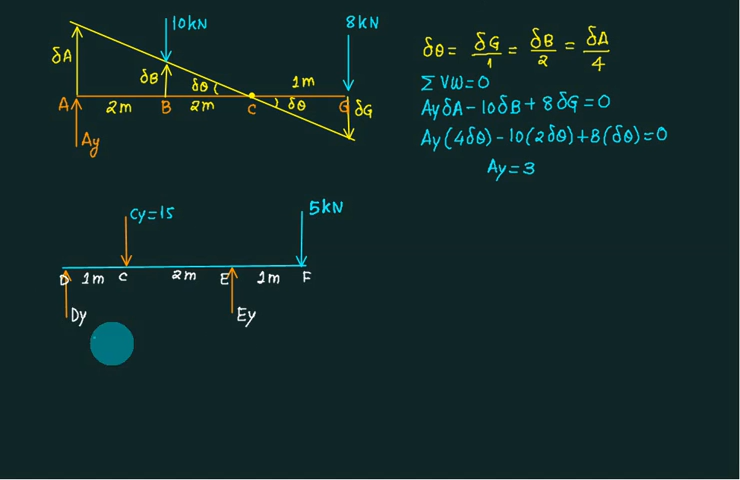 10kN
8kN
δA
δB
δθ
1m
A
2m
B
2m
C
δθ
G
δG
Ay
δθ = δG/1 = δB/2 = δA/4
Σ VW=0
AyδA - 10δB + 8δG = 0
Ay(4δθ) - 10(2δθ) + 8(δθ) = 0
Ay = 3
Cy=15
5kN
D
1m
C
2m
E
1m
F
Dy
Ey